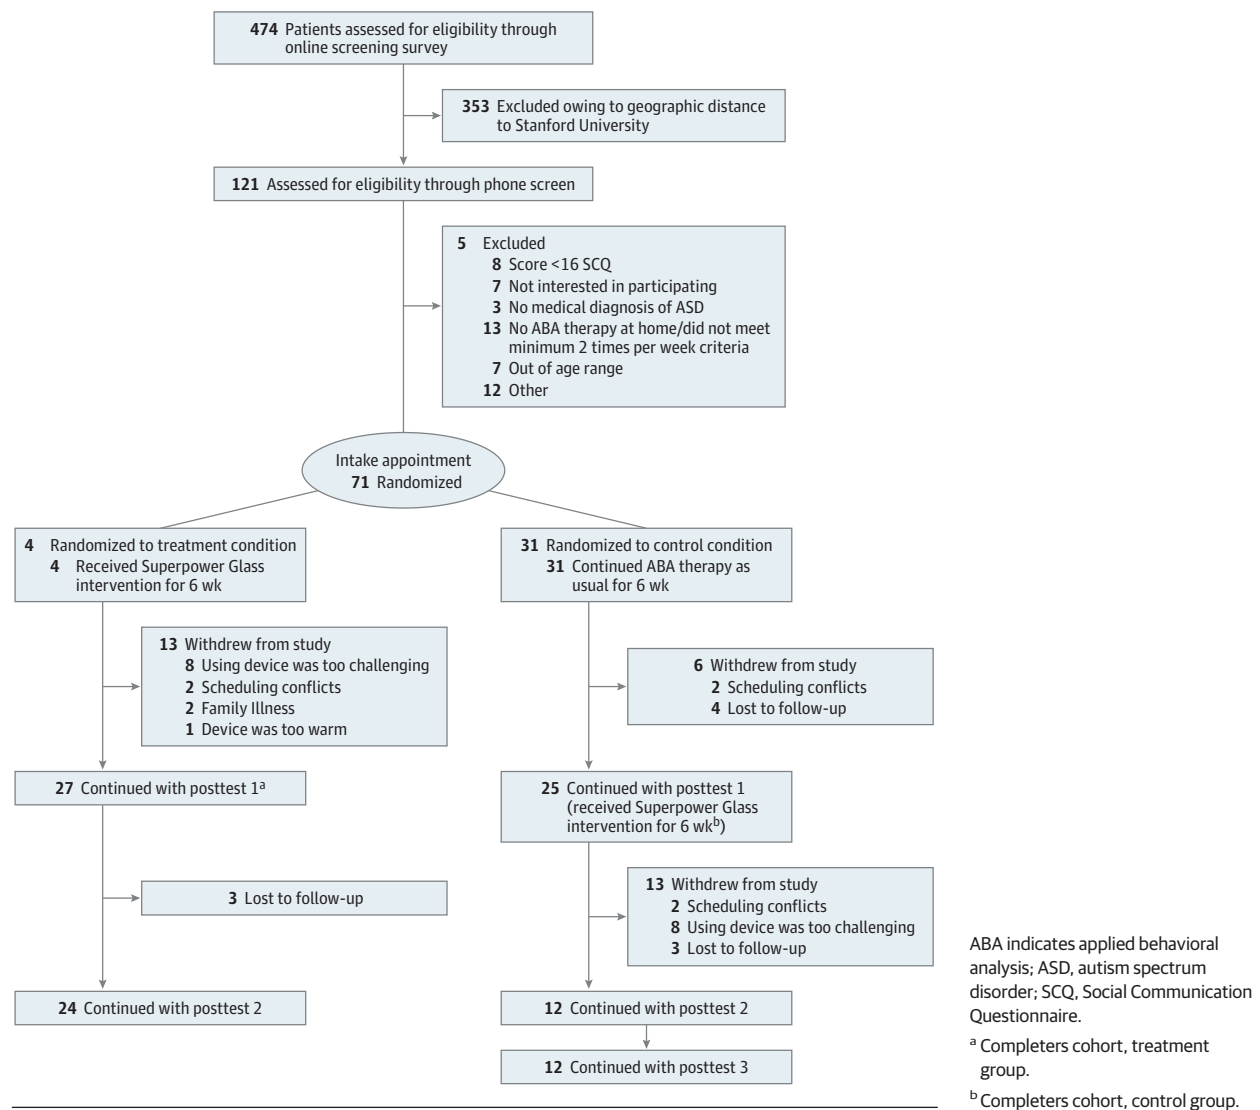 474 Patients assessed for eligibility through
online screening survey
353 Excluded owing to geographic distance
to Stanford University
121 Assessed for eligibility through phone screen
5 Excluded
8 Score <16 SCQ
7 Not interested in participating
3 No medical diagnosis of ASD
13 No ABA therapy at home/did not meet
minimum 2 times per week criteria
7 Out of age range
12 Other
Intake appointment
71 Randomized
4 Randomized to treatment condition
4 Received Superpower Glass
intervention for 6 wk
31 Randomized to control condition
31 Continued ABA therapy as
usual for 6 wk
13 Withdrew from study
8 Using device was too challenging
2 Scheduling conflicts
2 Family Illness
1 Device was too warm
6 Withdrew from study
2 Scheduling conflicts
4 Lost to follow-up
27 Continued with posttest 1a
25 Continued with posttest 1
(received Superpower Glass
intervention for 6 wkb)
3 Lost to follow-up
13 Withdrew from study
2 Scheduling conflicts
8 Using device was too challenging
3 Lost to follow-up
24 Continued with posttest 2
12 Continued with posttest 2
12 Continued with posttest 3
ABA indicates applied behavioral
analysis; ASD, autism spectrum
disorder; SCQ, Social Communication
Questionnaire.
a Completers cohort, treatment
group.
b Completers cohort, control group.